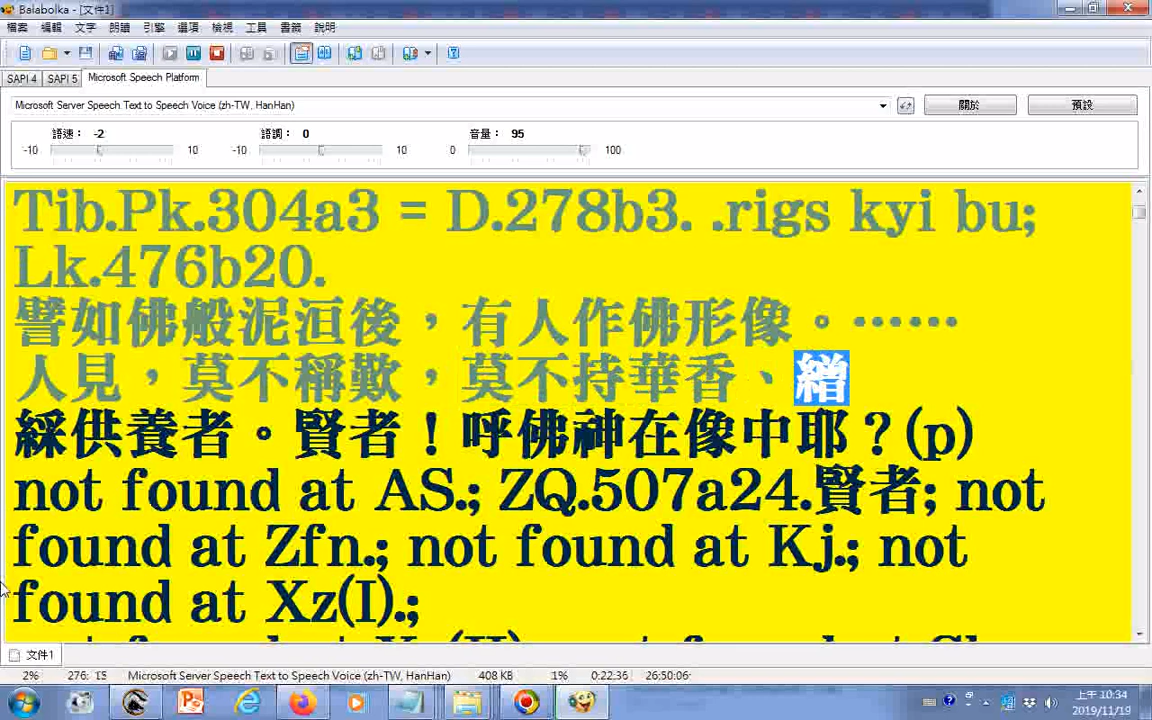 Balabolka - [文件1]
檔案 編輯 文字 朗讀 引擎 選項 檢視 工具 書籤 說明
SAPI 4 SAPI 5 Microsoft Speech Platform
Microsoft Server Speech Text to Speech Voice (zh-TW, HanHan) 關於 預設
語速： -2 語調： 0 音量： 95
-10 10 -10 10 0 100
Tib.Pk.304a3 = D.278b3. .rigs kyi bu;
Lk.476b20.
譬如佛般泥洹後，有人作佛形像。⋯⋯
人見，莫不稱歎，莫不持華香、繒
綵供養者。賢者！呼佛神在像中耶？(p)
not found at AS.; ZQ.507a24.賢者; not
found at Zfn.; not found at Kj.; not
found at Xz(I).;
文件1
2% 276: Microsoft Server Speech Text to Speech Voice (zh-TW, HanHan) 408 KB 1% 0:22:36 26:50:06
上午 10:34
2019/11/19